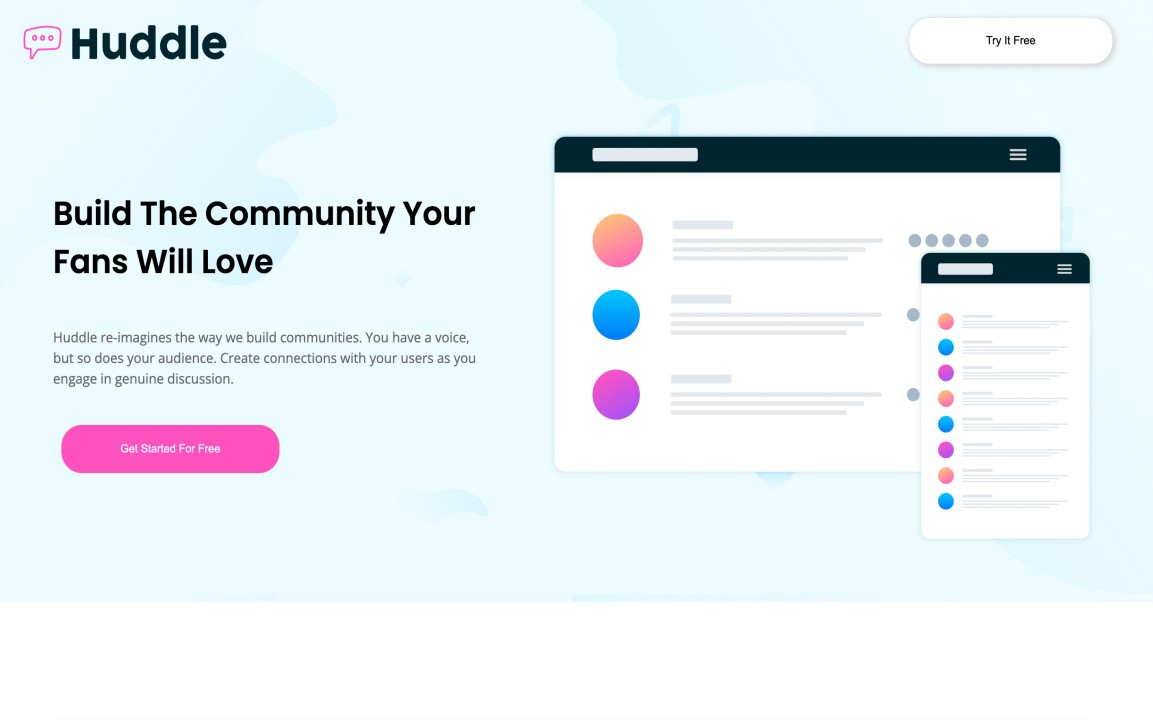 Huddle
Try It Free
Build The Community Your
Fans Will Love
Huddle re-imagines the way we build communities. You have a voice,
but so does your audience. Create connections with your users as you
engage in genuine discussion.
Get Started For Free